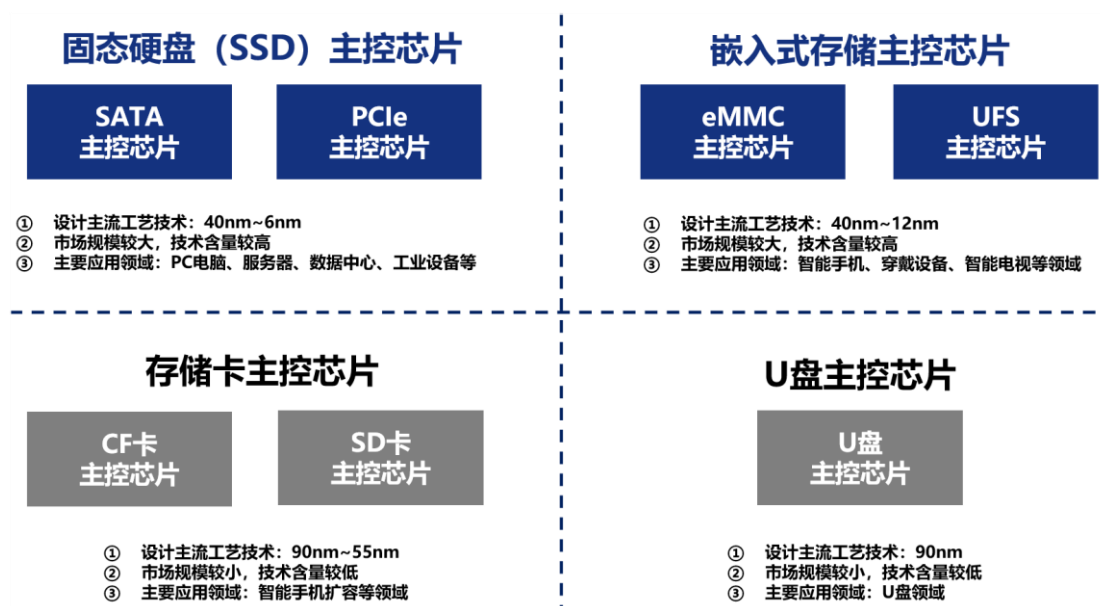 固态硬盘（SSD）主控芯片
SATA
主控芯片
PCIe
主控芯片
① 设计主流工艺技术：40nm~6nm
② 市场规模较大，技术含量较高
③ 主要应用领域：PC电脑、服务器、数据中心、工业设备等
嵌入式存储主控芯片
eMMC
主控芯片
UFS
主控芯片
① 设计主流工艺技术：40nm~12nm
② 市场规模较大，技术含量较高
③ 主要应用领域：智能手机、穿戴设备、智能电视等领域
存储卡主控芯片
CF卡
主控芯片
SD卡
主控芯片
① 设计主流工艺技术：90nm~55nm
② 市场规模较小，技术含量较低
③ 主要应用领域：智能手机扩容等领域
U盘主控芯片
U盘
主控芯片
① 设计主流工艺技术：90nm
② 市场规模较小，技术含量较低
③ 主要应用领域：U盘领域